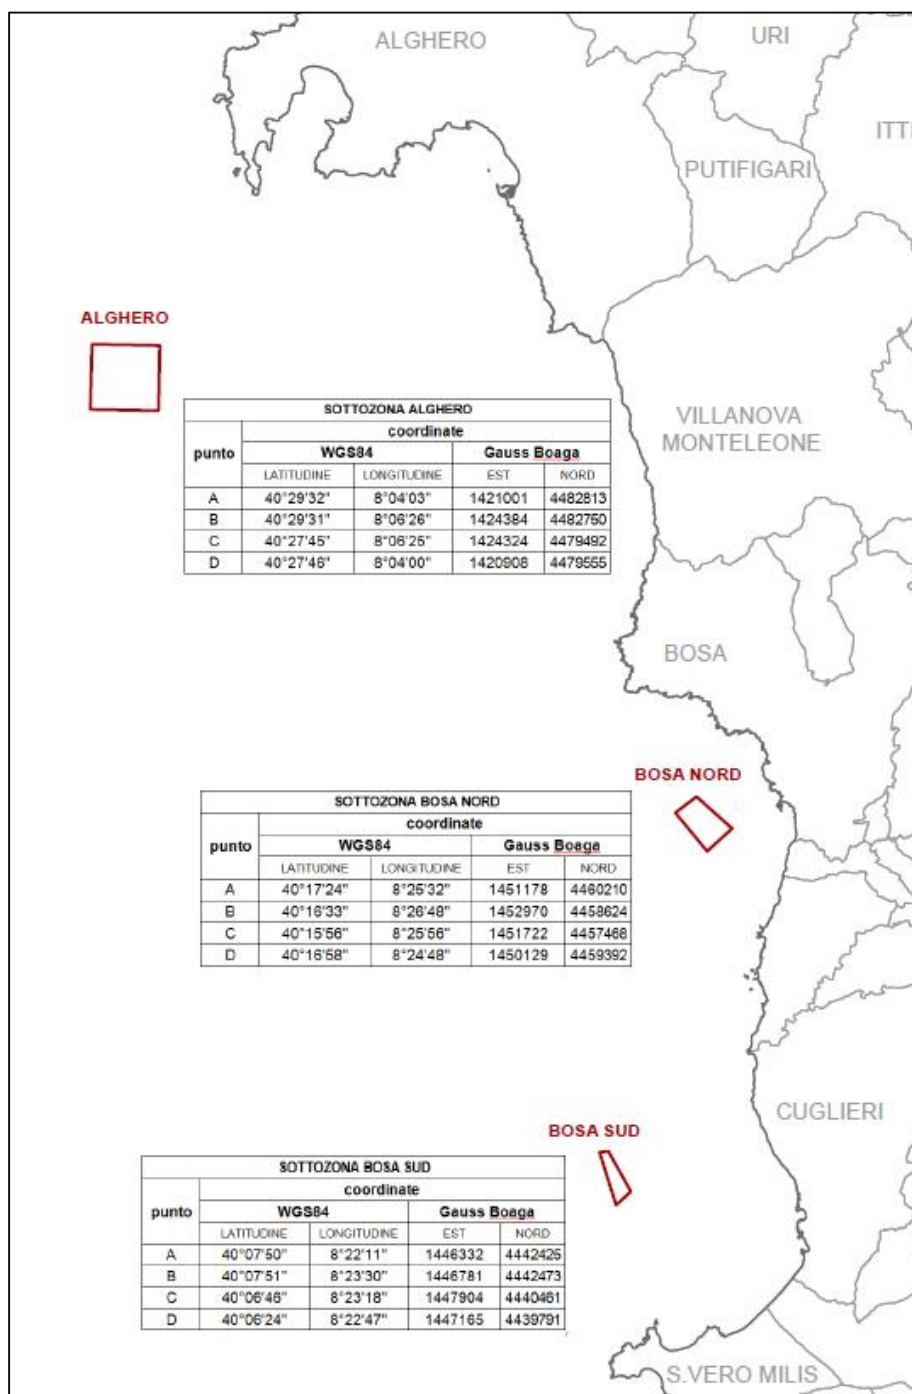 ALGHERO
URI
ITTI
PUTIFIGARI
ALGHERO
VILLANOVA
MONTELEONE
SOTTOZONA ALGHERO
punto coordinate
WGS84 Gauss Boaga
LATITUDINE LONGITUDINE EST NORD
A 40°29'32" 8°04'03" 1421001 4482813
B 40°29'31" 8°06'26" 1424384 4482750
C 40°27'45" 8°06'25" 1424324 4479492
D 40°27'46" 8°04'00" 1420908 4479555
BOSA
BOSA NORD
SOTTOZONA BOSA NORD
punto coordinate
WGS84 Gauss Boaga
LATITUDINE LONGITUDINE EST NORD
A 40°17'24" 8°25'32" 1451178 4460210
B 40°16'33" 8°26'48" 1452970 4458624
C 40°15'56" 8°25'56" 1451722 4457468
D 40°16'58" 8°24'48" 1450129 4459392
CUGLIERI
BOSA SUD
SOTTOZONA BOSA SUD
punto coordinate
WGS84 Gauss Boaga
LATITUDINE LONGITUDINE EST NORD
A 40°07'50" 8°22'11" 1446332 4442425
B 40°07'51" 8°23'30" 1446781 4442473
C 40°06'46" 8°23'18" 1447904 4440461
D 40°06'24" 8°22'47" 1447165 4439791
S.VERO MILIS